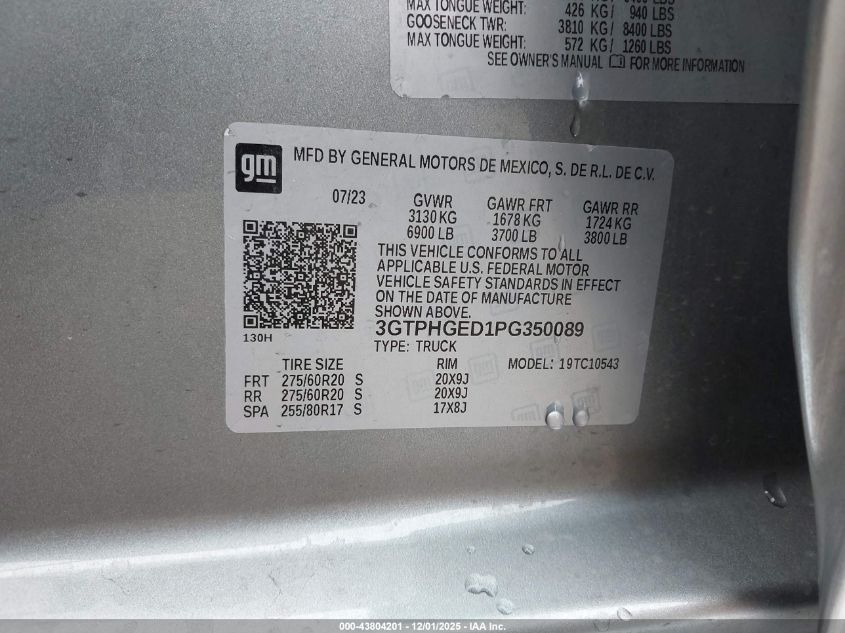 MAX TONGUE WEIGHT: 426 KG / 940 LBS
GOOSENECK TWR: 3810 KG / 8400 LBS
MAX TONGUE WEIGHT: 572 KG / 1260 LBS
SEE OWNER'S MANUAL FOR MORE INFORMATION
gm MFD BY GENERAL MOTORS DE MEXICO, S. DE R.L. DE C.V.
07/23 GVWR GAWR FRT GAWR RR
3130 KG 1678 KG 1724 KG
6900 LB 3700 LB 3800 LB
THIS VEHICLE CONFORMS TO ALL
APPLICABLE U.S. FEDERAL MOTOR
VEHICLE SAFETY STANDARDS IN EFFECT
ON THE DATE OF MANUFACTURE
SHOWN ABOVE.
3GTPHGED1PG350089
130H
TYPE: TRUCK
TIRE SIZE RIM MODEL: 19TC10543
FRT 275/60R20 S 20X9J
RR 275/60R20 S 20X9J
SPA 255/80R17 S 17X8J
000-43804201 - 12/01/2025 - IAA Inc.